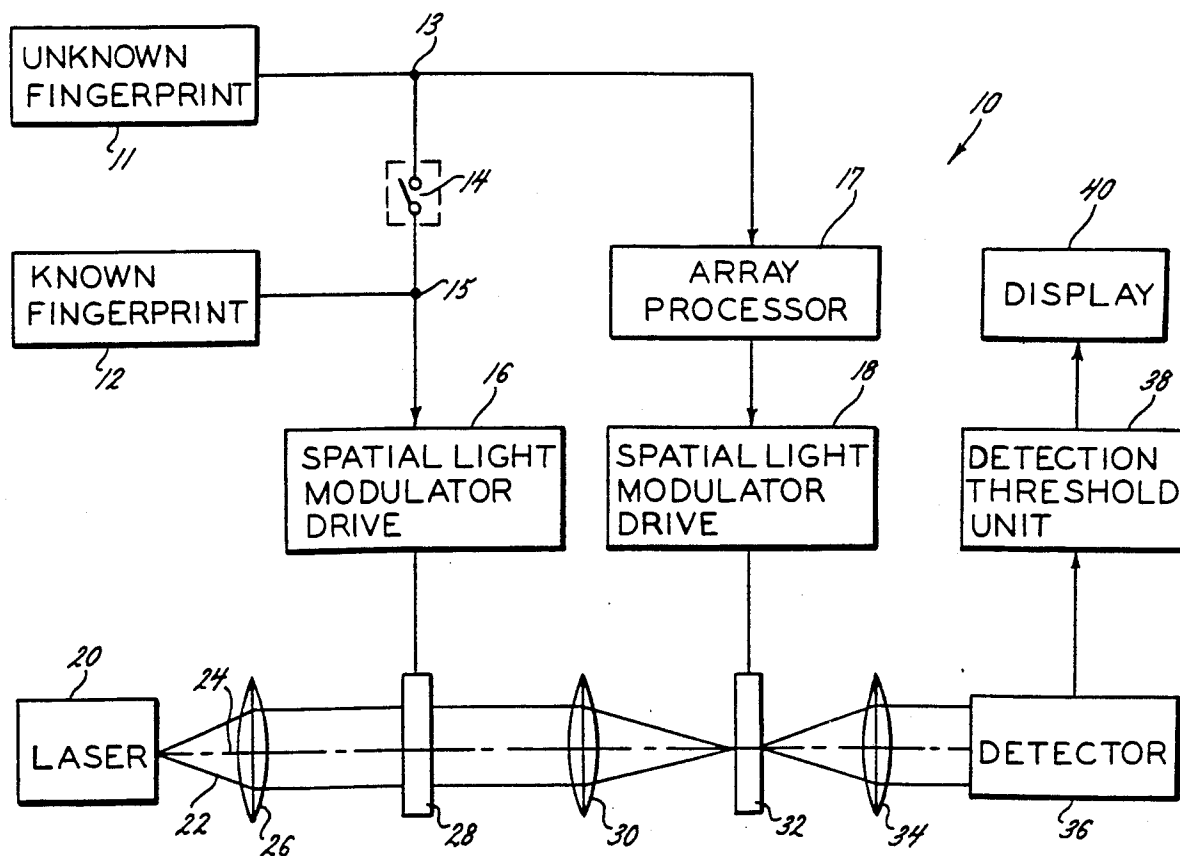 13
UNKNOWN
FINGERPRINT
11
10
14
17
40
KNOWN
FINGERPRINT
12
15
ARRAY
PROCESSOR
DISPLAY
16
18
38
SPATIAL LIGHT
MODULATOR
DRIVE
SPATIAL LIGHT
MODULATOR
DRIVE
DETECTION
THRESHOLD
UNIT
20
LASER
24
22
26
28
30
32
34
DETECTOR
36